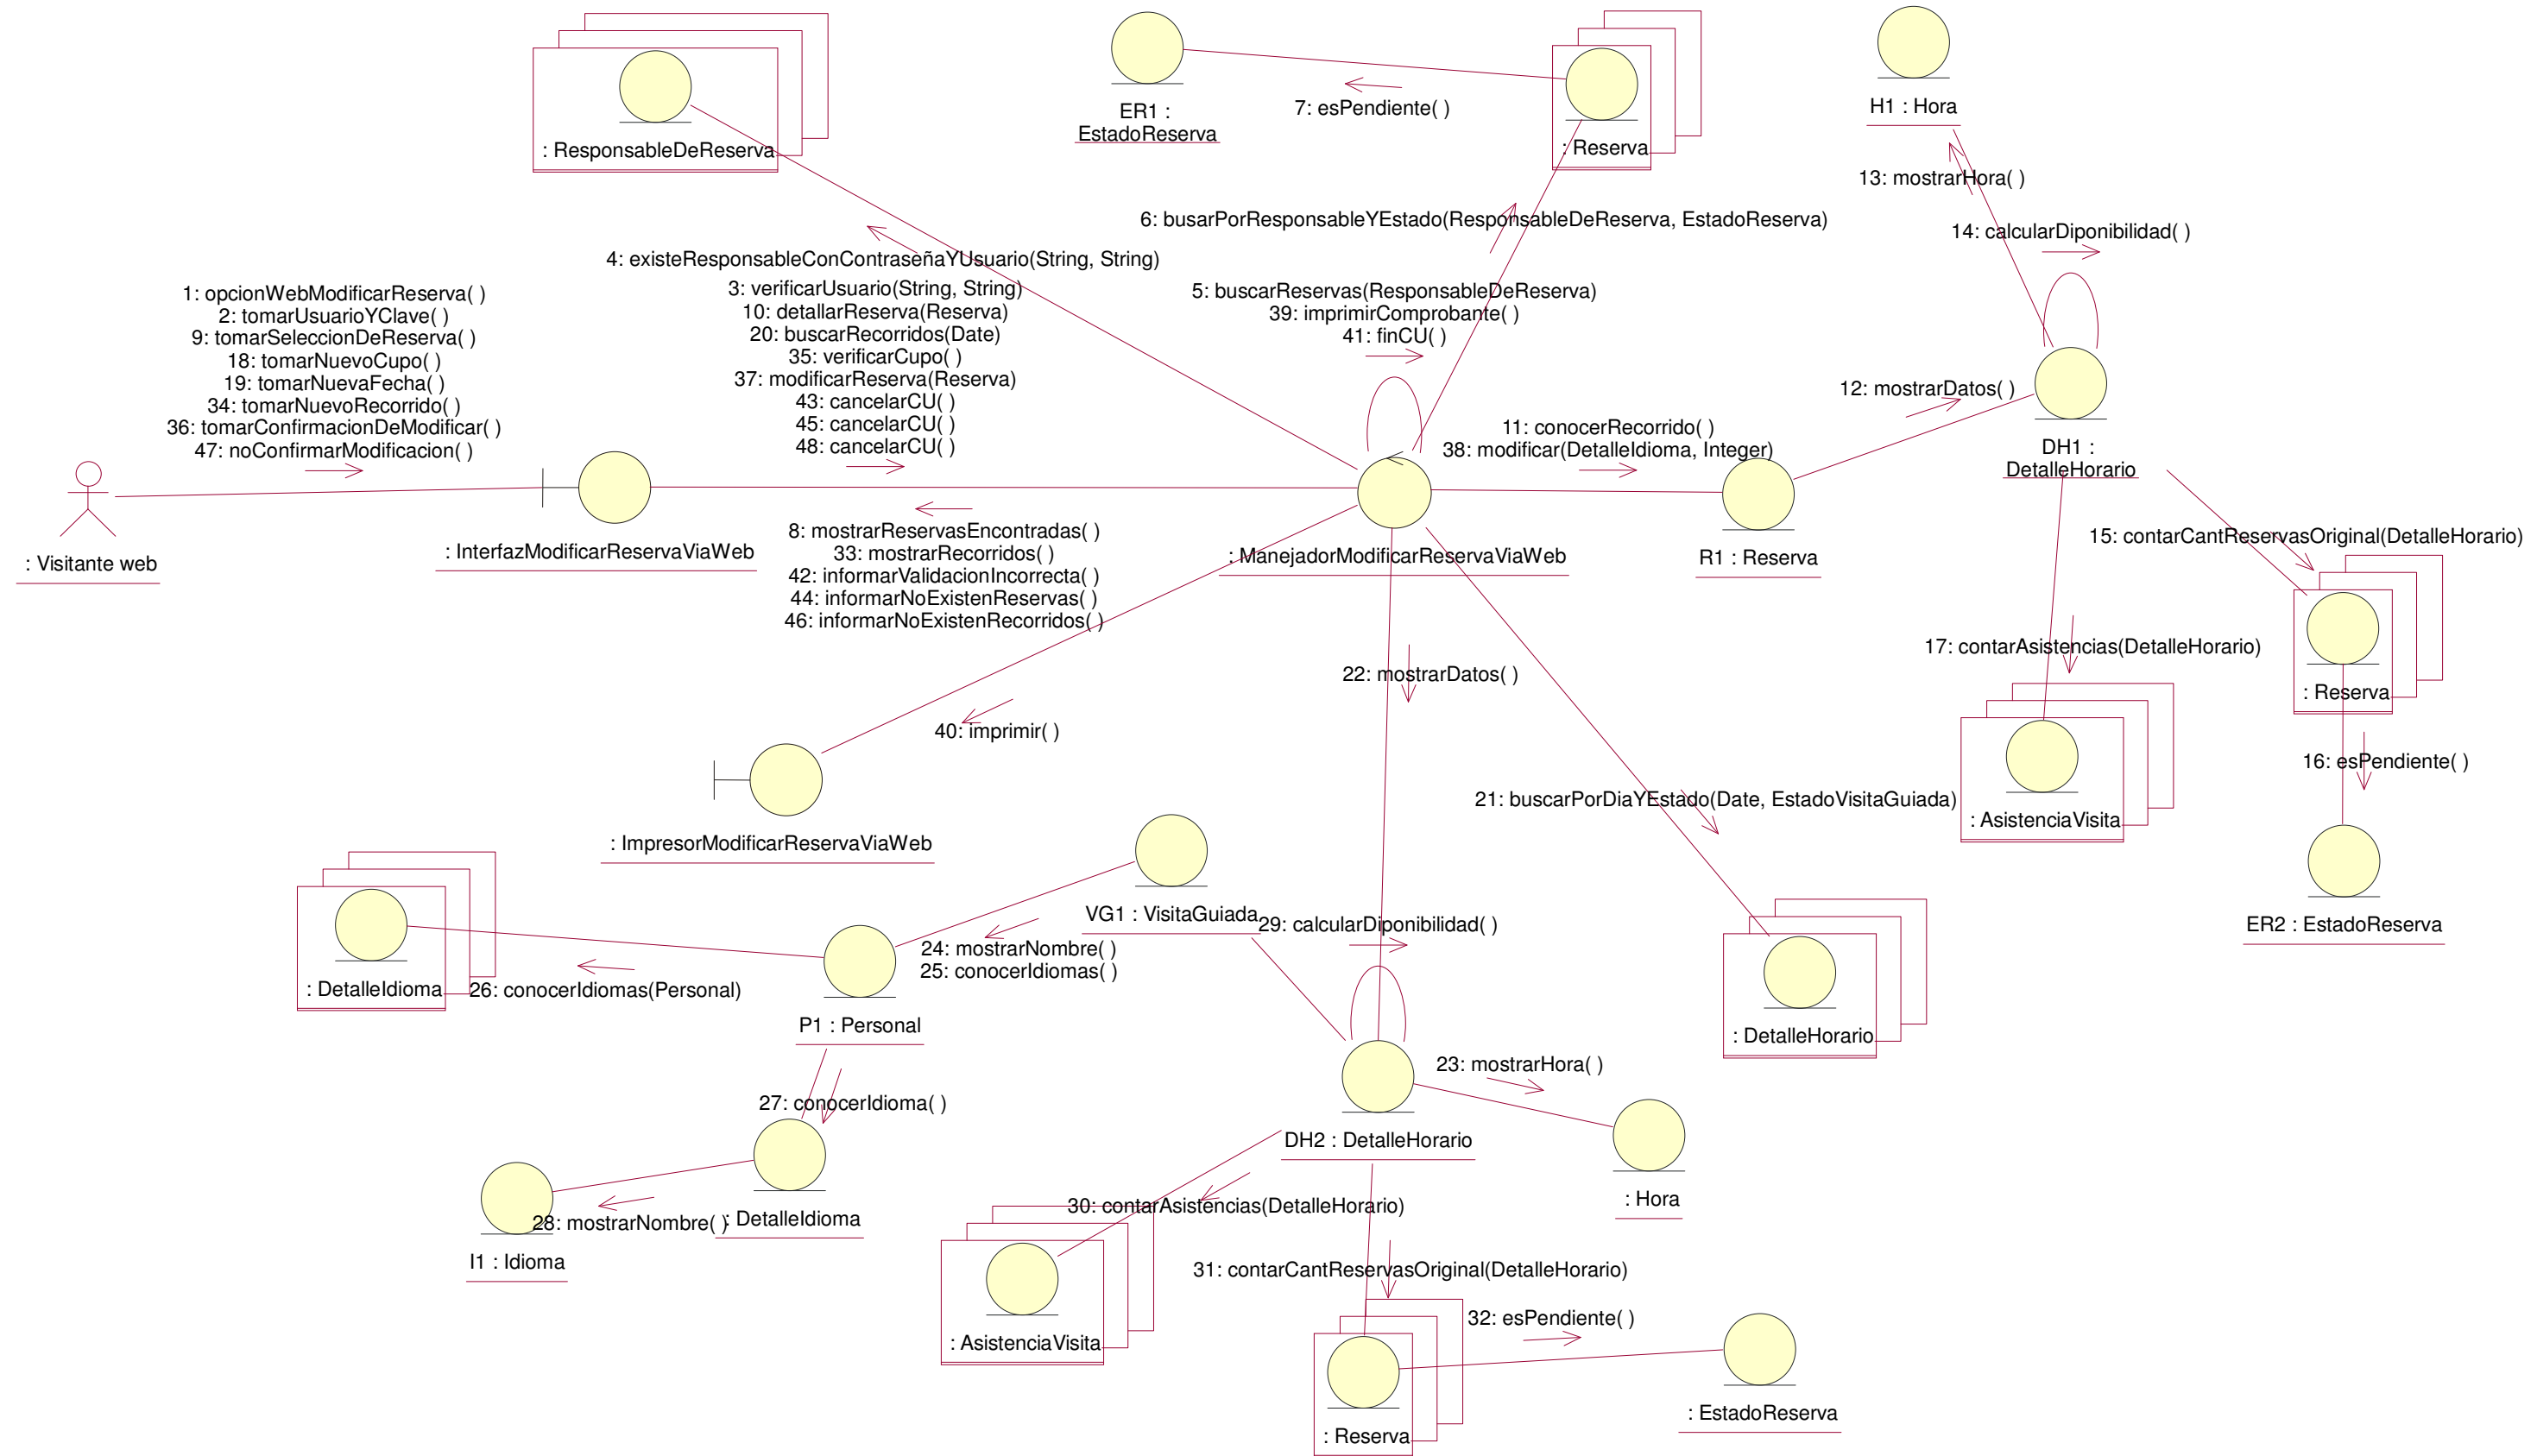 : ResponsableDeReserva
ER1 :
EstadoReserva
7: esPendiente( )
: Reserva
H1 : Hora
13: mostrarHora( )
14: calcularDiponibilidad( )
6: busarPorResponsableYEstado(ResponsableDeReserva, EstadoReserva)
4: existeResponsableConContraseñaYUsuario(String, String)
1: opcionWebModificarReserva( )
2: tomarUsuarioYClave( )
9: tomarSeleccionDeReserva( )
18: tomarNuevoCupo( )
19: tomarNuevaFecha( )
34: tomarNuevoRecorrido( )
36: tomarConfirmacionDeModificar( )
47: noConfirmarModificacion( )
3: verificarUsuario(String, String)
10: detallarReserva(Reserva)
20: buscarRecorridos(Date)
35: verificarCupo( )
37: modificarReserva(Reserva)
43: cancelarCU( )
45: cancelarCU( )
48: cancelarCU( )
5: buscarReservas(ResponsableDeReserva)
39: imprimirComprobante( )
41: finCU( )
12: mostrarDatos( )
11: conocerRecorrido( )
38: modificar(DetalleIdioma, Integer)
DH1 :
DetalleHorario
: Visitante web
: InterfazModificarReservaViaWeb
8: mostrarReservasEncontradas( )
33: mostrarRecorridos( )
42: informarValidacionIncorrecta( )
44: informarNoExistenReservas( )
46: informarNoExistenRecorridos( )
: ManejadorModificarReservaViaWeb
R1 : Reserva
15: contarCantReservasOriginal(DetalleHorario)
17: contarAsistencias(DetalleHorario)
: Reserva
22: mostrarDatos( )
40: imprimir( )
16: esPendiente( )
21: buscarPorDiaYEstado(Date, EstadoVisitaGuiada)
: AsistenciaVisita
: ImpresorModificarReservaViaWeb
VG1 : VisitaGuiada
29: calcularDiponibilidad( )
ER2 : EstadoReserva
24: mostrarNombre( )
25: conocerIdiomas( )
: DetalleIdioma
26: conocerIdiomas(Personal)
P1 : Personal
: DetalleHorario
23: mostrarHora( )
27: conocerIdioma( )
DH2 : DetalleHorario
: Hora
30: contarAsistencias(DetalleHorario)
28: mostrarNombre( )
: DetalleIdioma
I1 : Idioma
31: contarCantReservasOriginal(DetalleHorario)
32: esPendiente( )
: AsistenciaVisita
: EstadoReserva
: Reserva